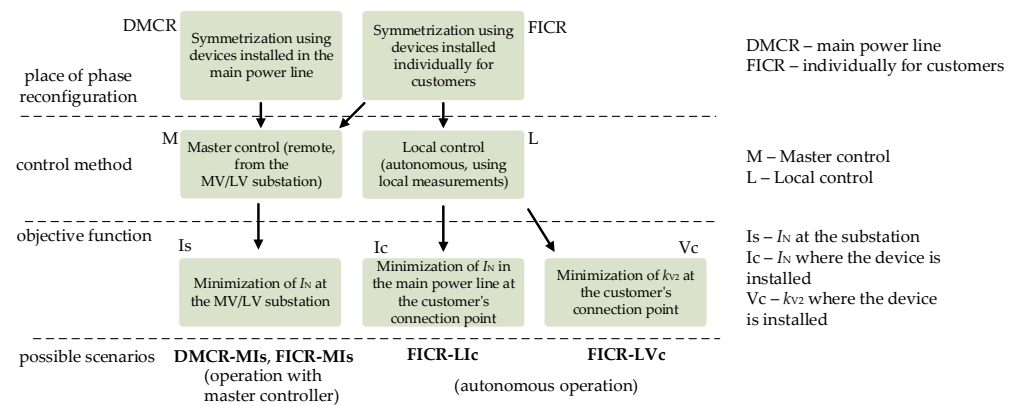 DMCR
Symmetrization using
devices installed in the
main power line
Symmetrization using
devices installed
individually for
customers
FICR
DMCR – main power line
FICR – individually for customers
place of phase
reconfiguration
M
Master control (remote,
from the
MV/LV substation)
Local control
(autonomous, using
local measurements)
L
control method
M – Master control
L – Local control
objective function
Is
Minimization of IN at
the MV/LV substation
Ic
Minimization of IN in
the main power line at
the customer's
connection point
Vc
Minimization of kV2 at
the customer's
connection point
Is – IN at the substation
Ic – IN where the device is
installed
Vc – kV2 where the device
is installed
possible scenarios
DMCR-MIs, FICR-MIs
(operation with
master controller)
FICR-LIc
FICR-LVc
(autonomous operation)